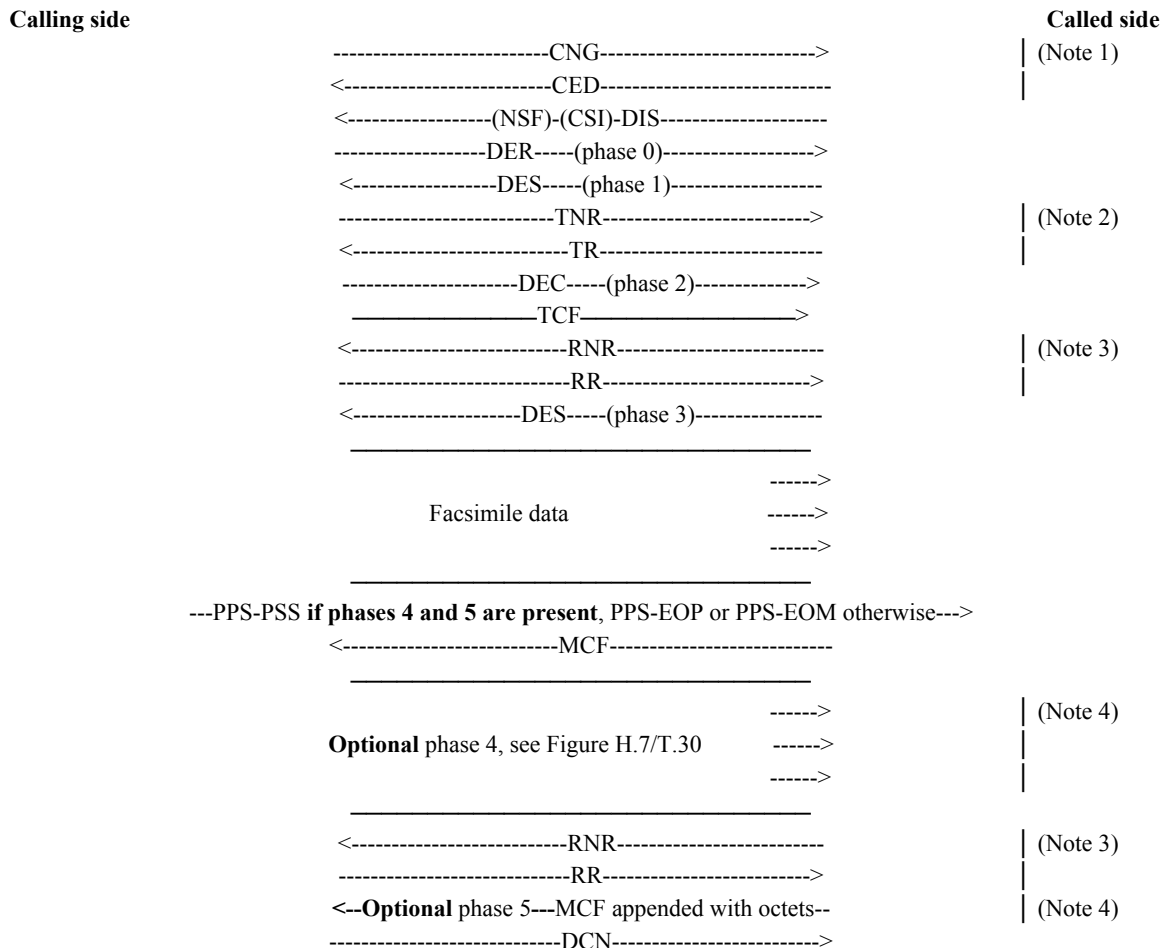 Calling side Called side
--------------------------CNG--------------------------> (Note 1)
<--------------------------CED----------------------------
<------------------(NSF)-(CSI)-DIS---------------------
-------------------DER-----(phase 0)------------------->
<------------------DES-----(phase 1)-------------------
---------------------------TNR--------------------------> (Note 2)
<-----------------------------TR----------------------------
----------------------DEC-----(phase 2)-------------->
TCF>
<---------------------------RNR-------------------------- (Note 3)
-----------------------------RR-------------------------->
<---------------------DES-----(phase 3)----------------
------>
Facsimile data ------>
------>
---PPS-PSS if phases 4 and 5 are present, PPS-EOP or PPS-EOM otherwise--->
<---------------------------MCF----------------------------
------> (Note 4)
Optional phase 4, see Figure H.7/T.30 ------>
------>
<---------------------------RNR-------------------------- (Note 3)
-----------------------------RR-------------------------->
<--Optional phase 5---MCF appended with octets-- (Note 4)
-----------------------------DCN-------------------------->